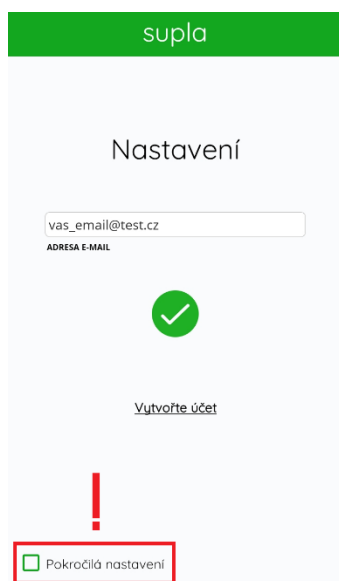 supla
Nastavení
vas_email@test.cz
ADRESA E-MAIL
Vytvořte účet
!
Pokročilá nastavení